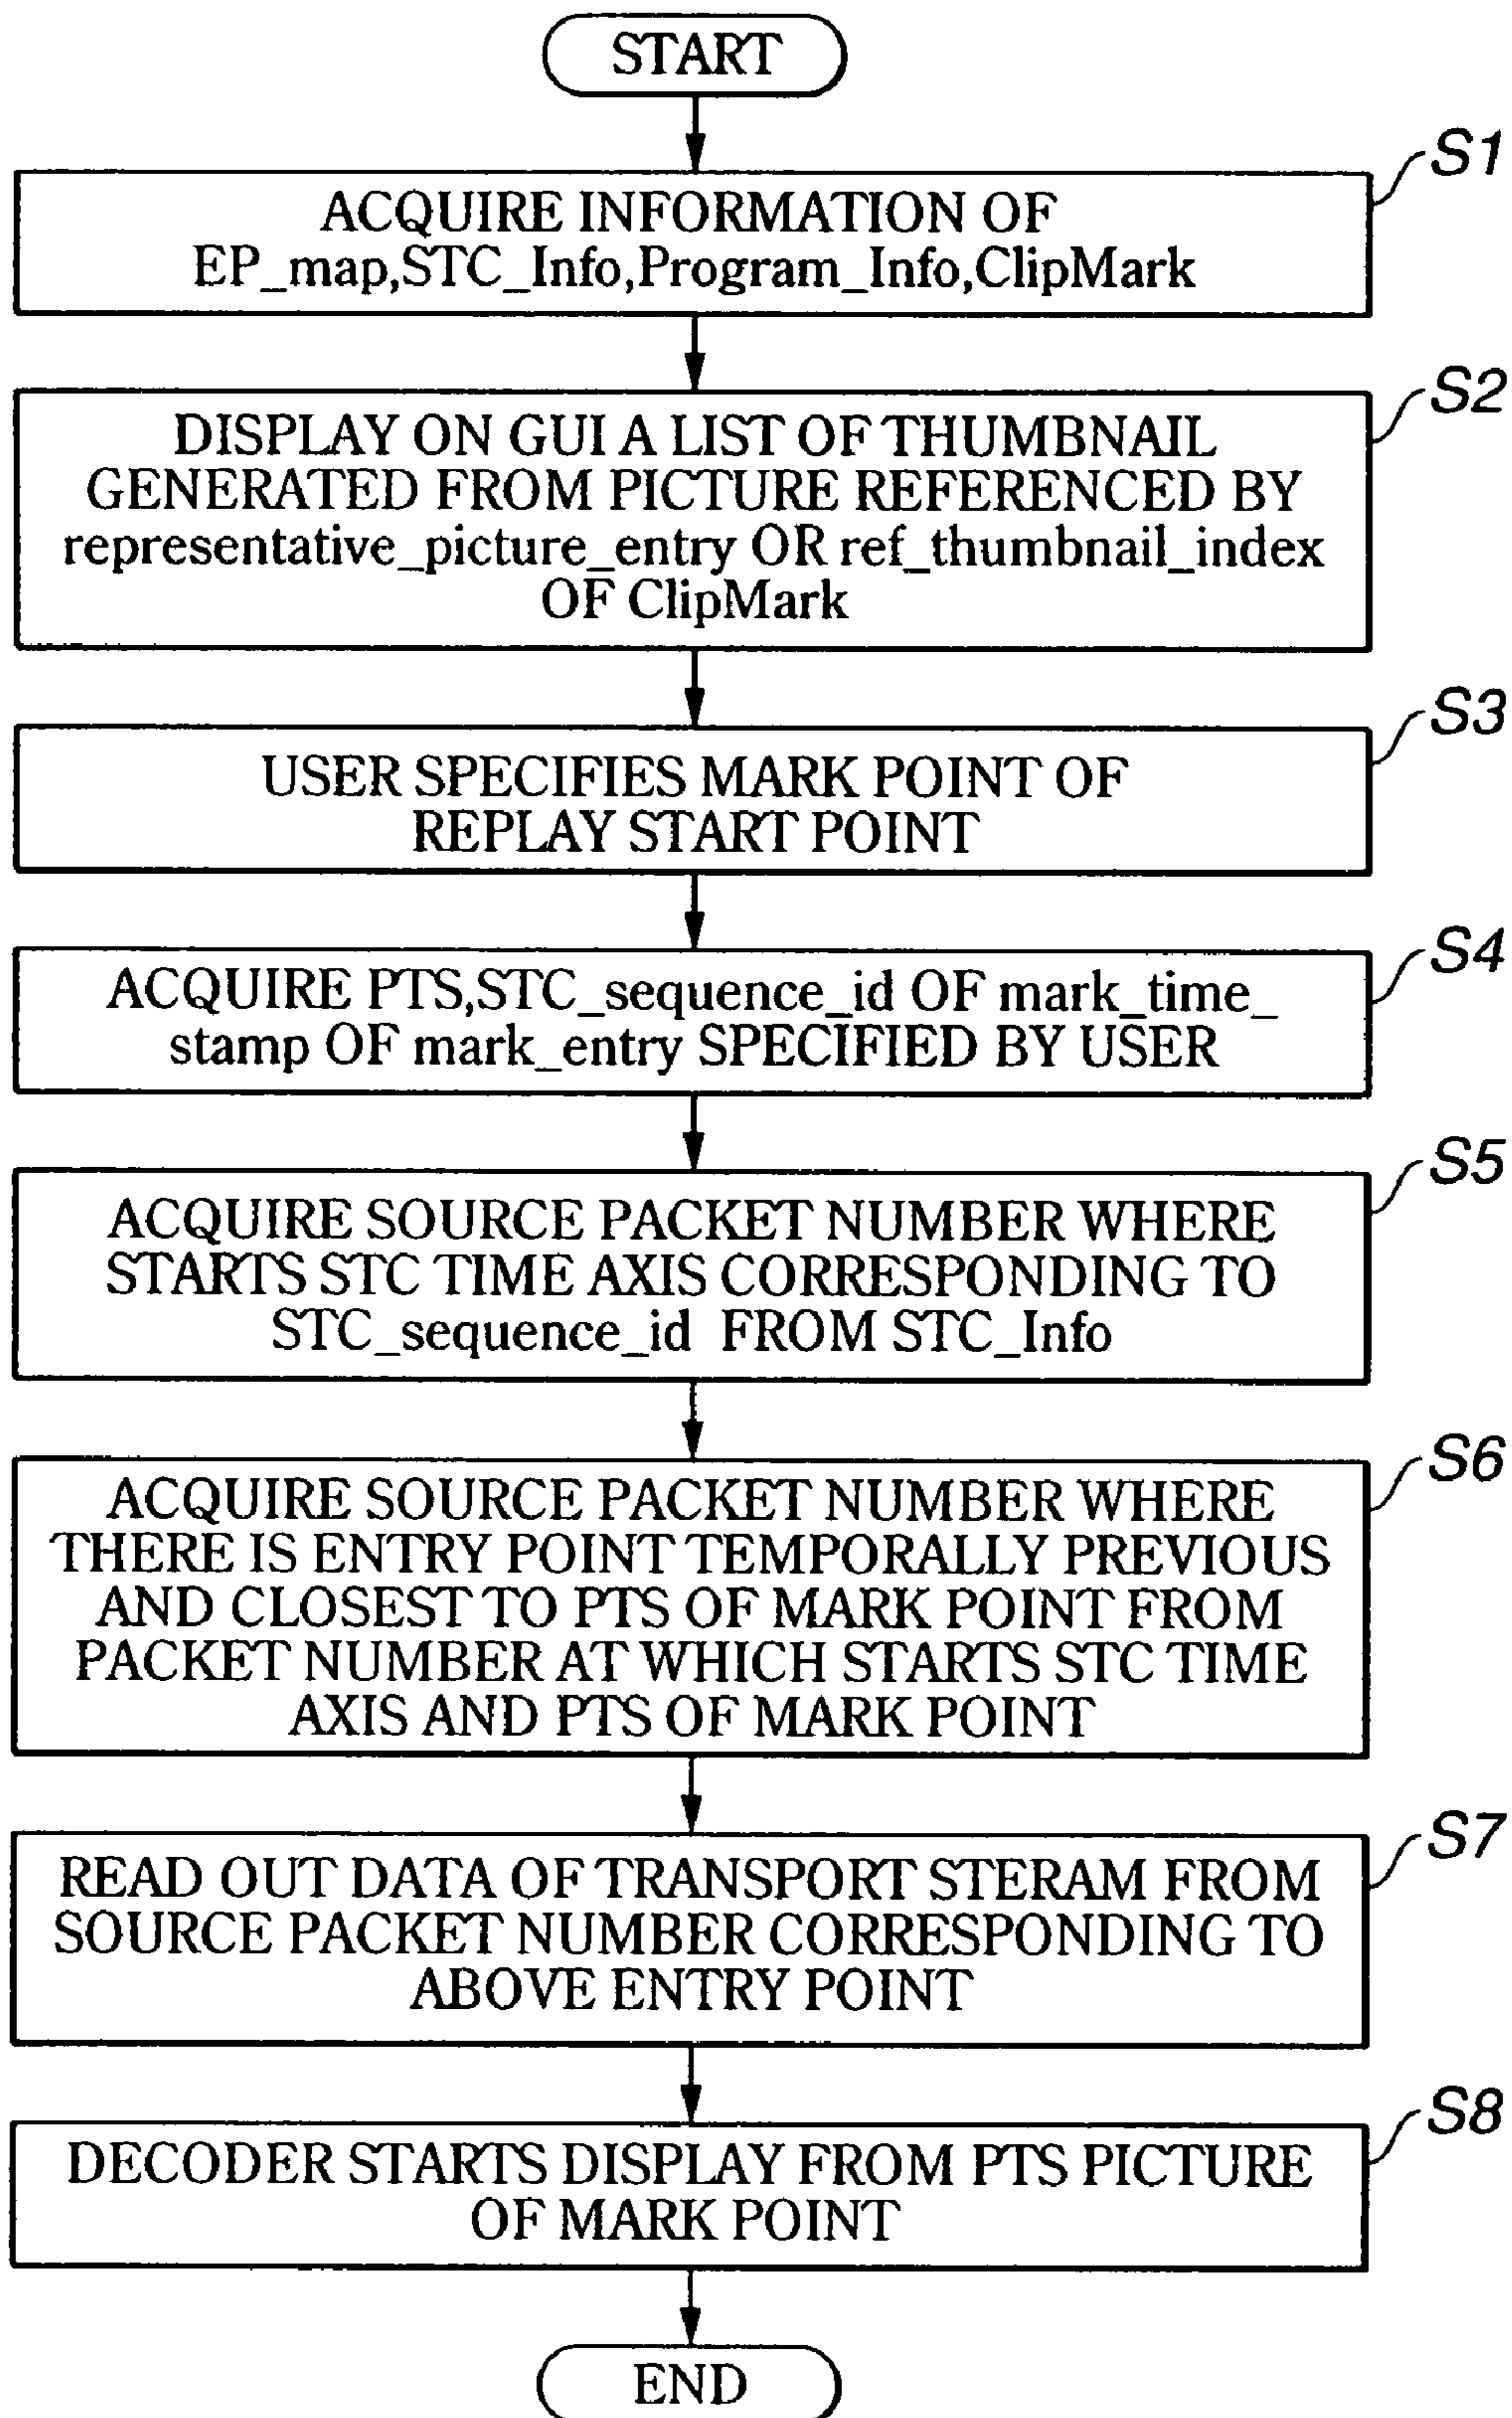 START
S1
ACQUIRE INFORMATION OF
EP_map,STC_Info,Program_Info,ClipMark
S2
DISPLAY ON GUI A LIST OF THUMBNAIL
GENERATED FROM PICTURE REFERENCED BY
representative_picture_entry OR ref_thumbnail_index
OF ClipMark
S3
USER SPECIFIES MARK POINT OF
REPLAY START POINT
S4
ACQUIRE PTS,STC_sequence_id OF mark_time_
stamp OF mark_entry SPECIFIED BY USER
S5
ACQUIRE SOURCE PACKET NUMBER WHERE
STARTS STC TIME AXIS CORRESPONDING TO
STC_sequence_id FROM STC_Info
S6
ACQUIRE SOURCE PACKET NUMBER WHERE
THERE IS ENTRY POINT TEMPORALLY PREVIOUS
AND CLOSEST TO PTS OF MARK POINT FROM
PACKET NUMBER AT WHICH STARTS STC TIME
AXIS AND PTS OF MARK POINT
S7
READ OUT DATA OF TRANSPORT STERAM FROM
SOURCE PACKET NUMBER CORRESPONDING TO
ABOVE ENTRY POINT
S8
DECODER STARTS DISPLAY FROM PTS PICTURE
OF MARK POINT
END